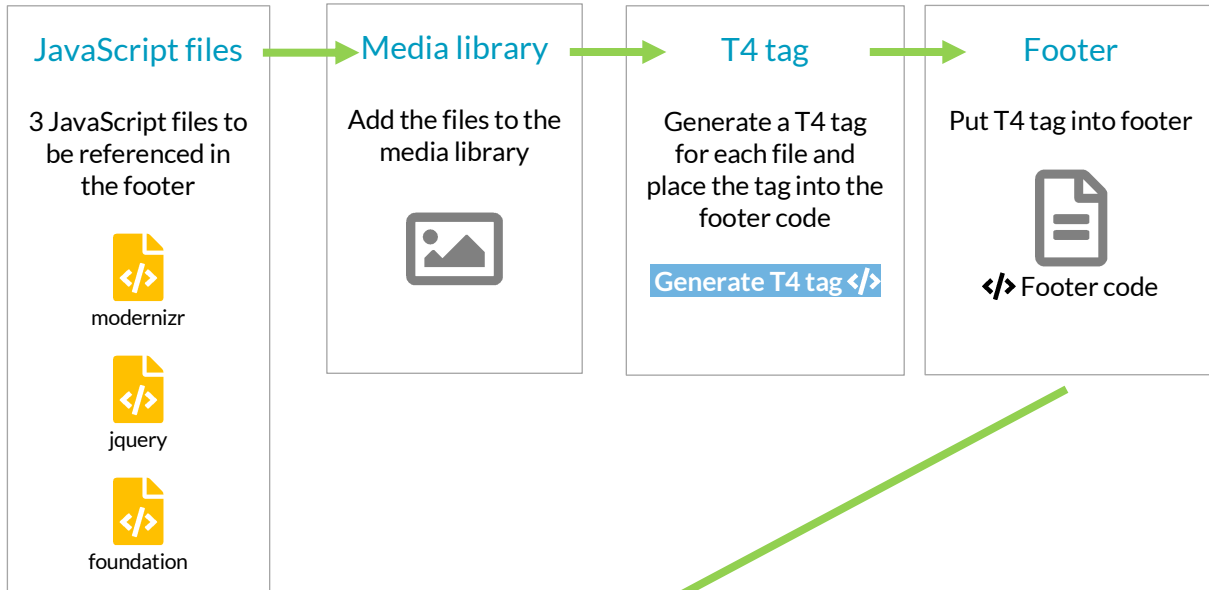 JavaScript files
3 JavaScript files to
be referenced in
the footer
modernizr
jquery
foundation
Media library
Add the files to the
media library
T4 tag
Generate a T4 tag
for each file and
place the tag into the
footer code
Generate T4 tag </>
Footer
Put T4 tag into footer
</> Footer code